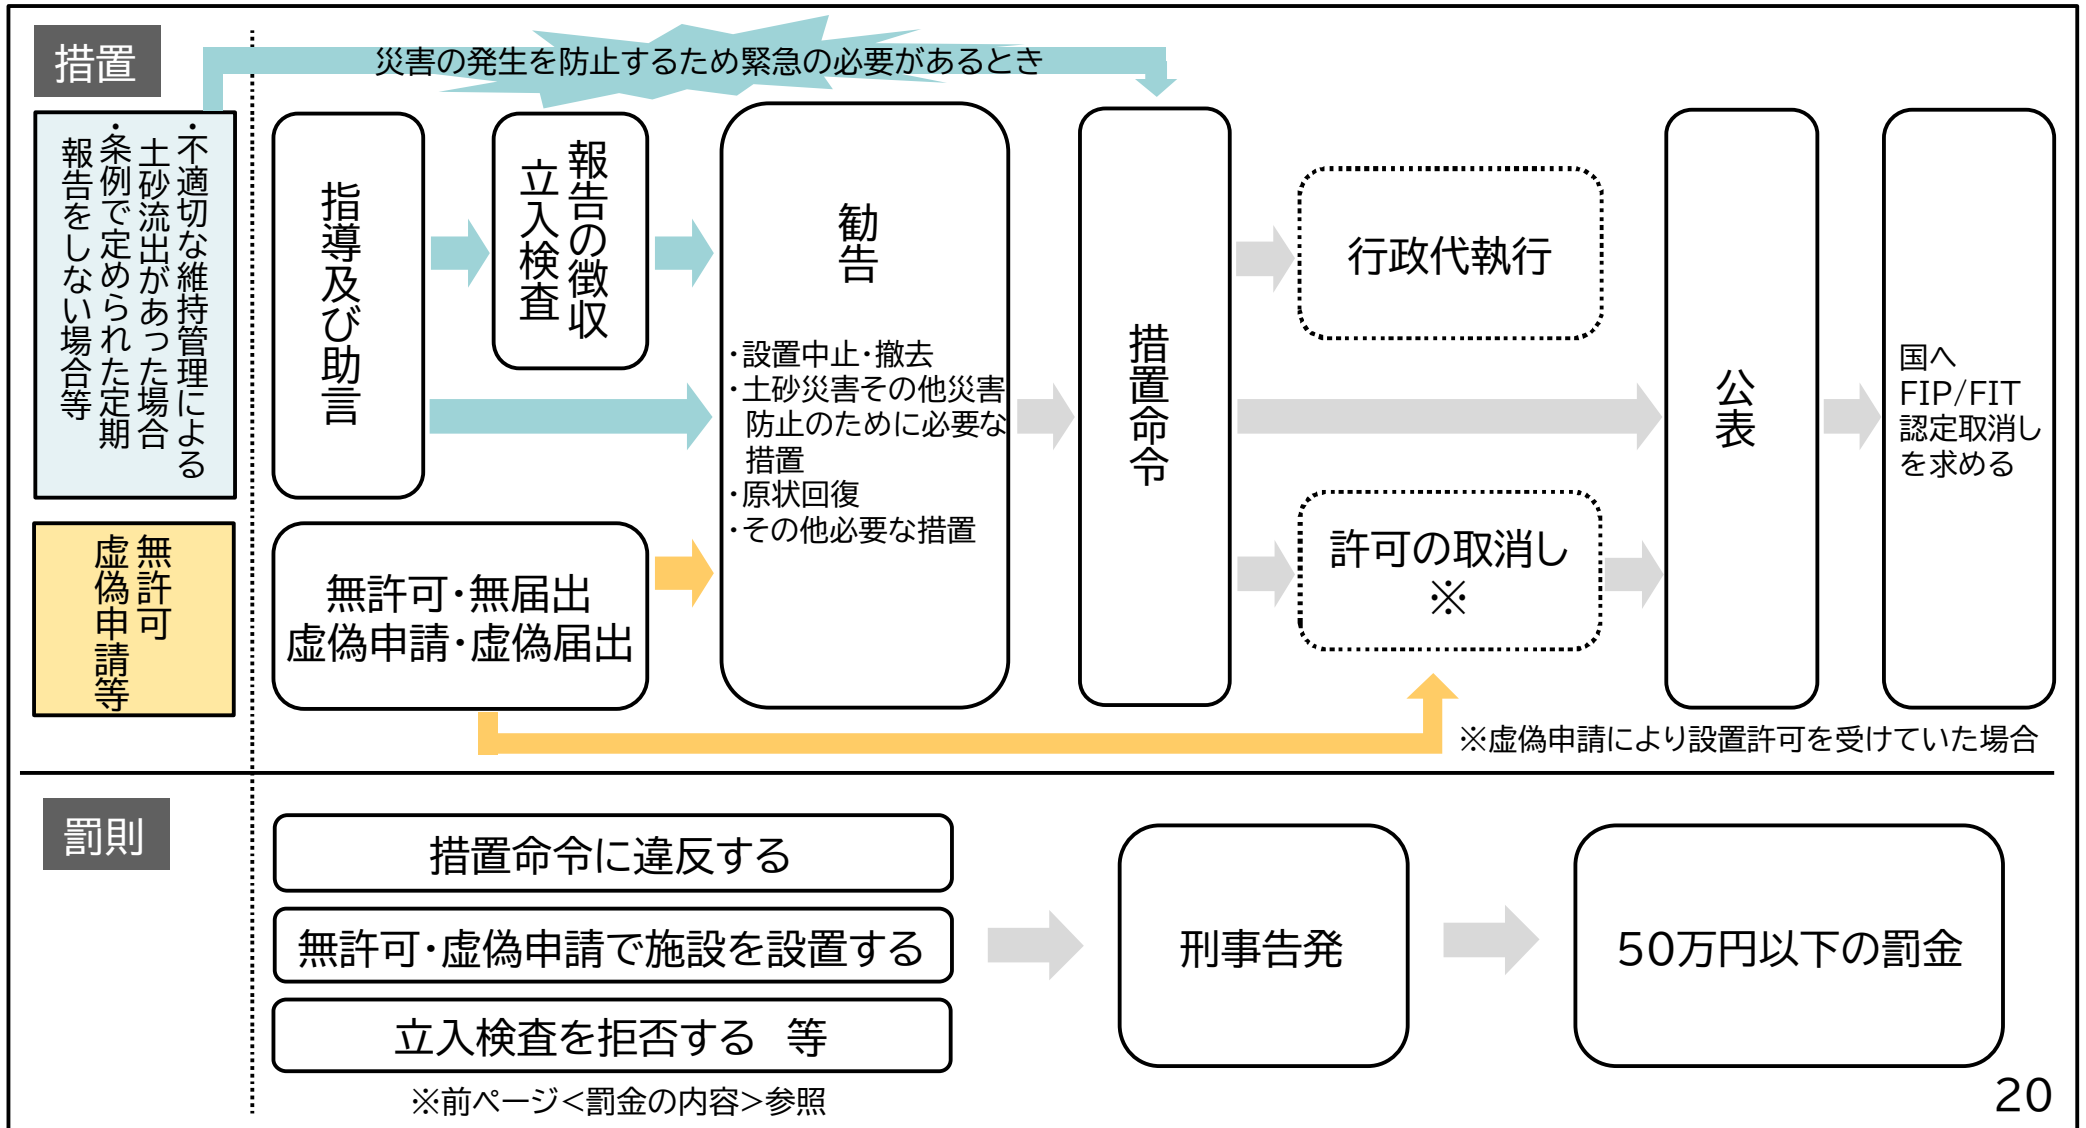 措置
災害の発生を防止するため緊急の必要があるとき
・不適切な維持管理による
土砂流出があった場合
・条例で定められた定期
報告をしない場合等
指導及び助言
報告の徴収
立入検査
勧告
・設置中止・撤去
・土砂災害その他災害
防止のために必要な
措置
・原状回復
・その他必要な措置
措置命令
行政代執行
公表
国へ
FIP/FIT
認定取消し
を求める
無許可
虚偽申請等
無許可・無届出
虚偽申請・虚偽届出
許可の取消し
※
※虚偽申請により設置許可を受けていた場合
罰則
措置命令に違反する
無許可・虚偽申請で施設を設置する
立入検査を拒否する 等
※前ページ<罰金の内容>参照
刑事告発
50万円以下の罰金
20